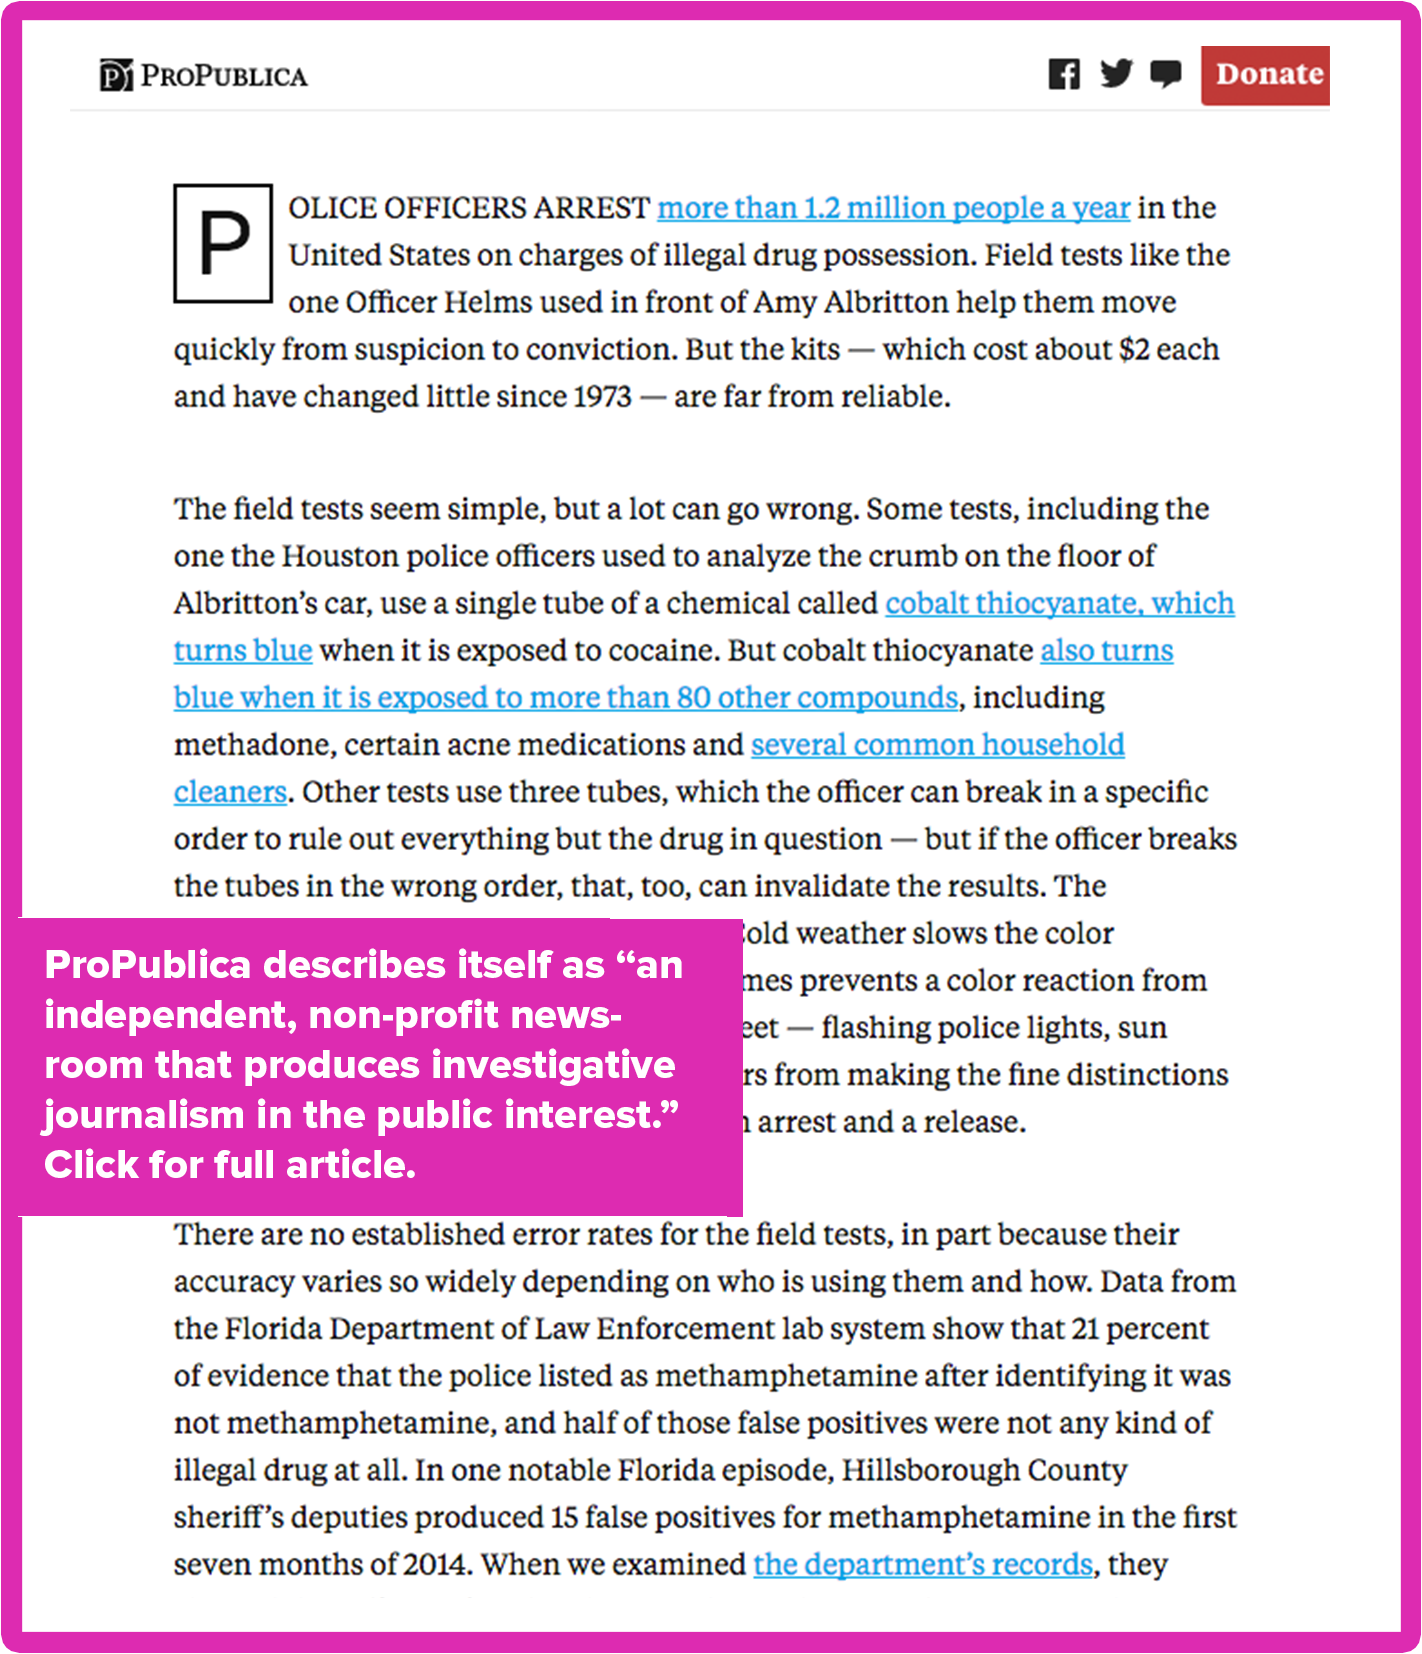 ProPublica
Donate
POLICE OFFICERS ARREST more than 1.2 million people a year in the
United States on charges of illegal drug possession. Field tests like the
one Officer Helms used in front of Amy Albritton help them move
quickly from suspicion to conviction. But the kits — which cost about $2 each
and have changed little since 1973 — are far from reliable.
The field tests seem simple, but a lot can go wrong. Some tests, including the
one the Houston police officers used to analyze the crumb on the floor of
Albritton’s car, use a single tube of a chemical called cobalt thiocyanate, which
turns blue when it is exposed to cocaine. But cobalt thiocyanate also turns
blue when it is exposed to more than 80 other compounds, including
methadone, certain acne medications and several common household
cleaners. Other tests use three tubes, which the officer can break in a specific
order to rule out everything but the drug in question — but if the officer breaks
the tubes in the wrong order, that, too, can invalidate the results. The
weather slows the color
prevents a color reaction from
— flashing police lights, sun
from making the fine distinctions
arrest and a release.
ProPublica describes itself as “an
independent, non-profit news-
room that produces investigative
journalism in the public interest.”
Click for full article.
There are no established error rates for the field tests, in part because their
accuracy varies so widely depending on who is using them and how. Data from
the Florida Department of Law Enforcement lab system show that 21 percent
of evidence that the police listed as methamphetamine after identifying it was
not methamphetamine, and half of those false positives were not any kind of
illegal drug at all. In one notable Florida episode, Hillsborough County
sheriff’s deputies produced 15 false positives for methamphetamine in the first
seven months of 2014. When we examined the department’s records, they